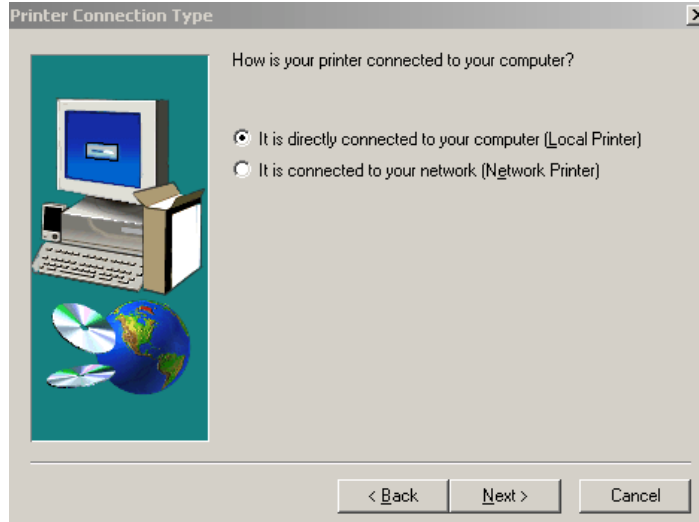 Printer Connection Type
How is your printer connected to your computer?
It is directly connected to your computer (Local Printer)
It is connected to your network (Network Printer)
< Back
Next >
Cancel